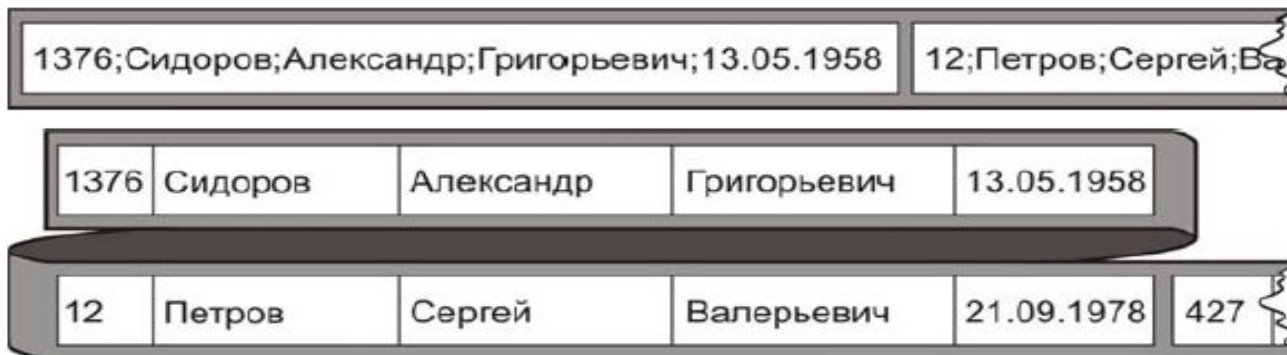 1376;Сидоров;Александр;Григорьевич;13.05.1958 12;Петров;Сергей;Ва
1376 Сидоров Александр Григорьевич 13.05.1958
12 Петров Сергей Валерьевич 21.09.1978 427